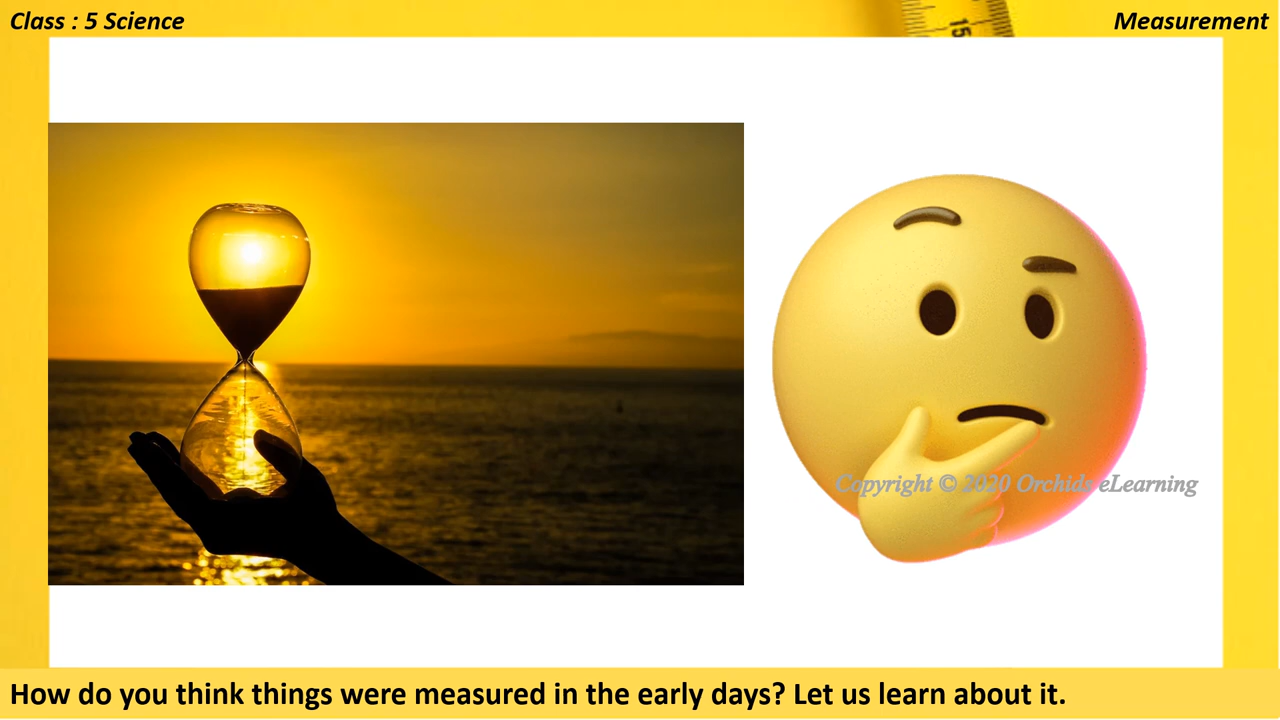 Class : 5 Science
Measurement
15
Copyright © 2020 Orchids eLearning
How do you think things were measured in the early days? Let us learn about it.